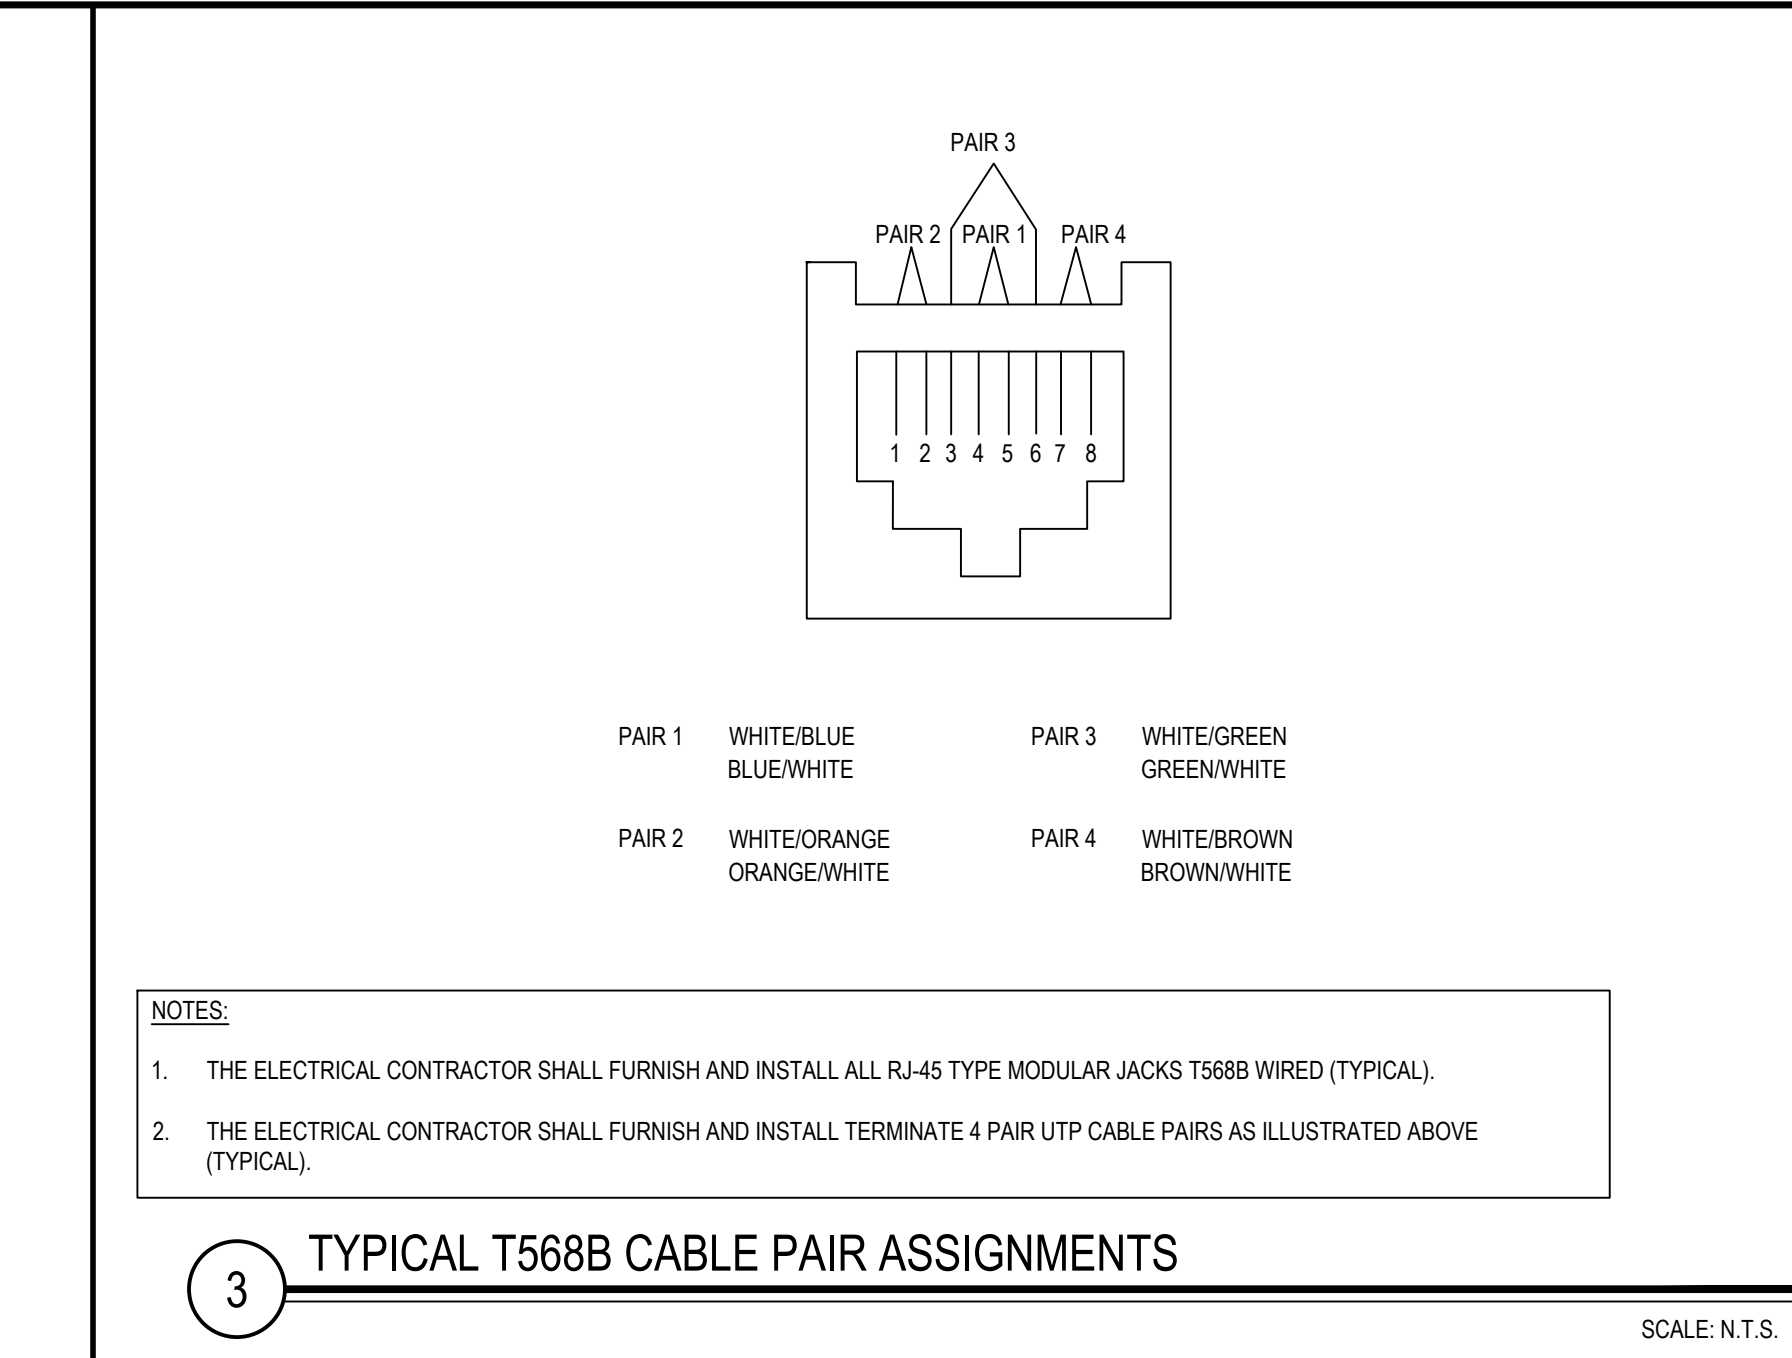 PAIR 3
PAIR 2 PAIR 1 PAIR 4
1 2 3 4 5 6 7 8
PAIR 1 WHITE/BLUE PAIR 3 WHITE/GREEN
BLUE/WHITE GREEN/WHITE
PAIR 2 WHITE/ORANGE PAIR 4 WHITE/BROWN
ORANGE/WHITE BROWN/WHITE
NOTES:
1. THE ELECTRICAL CONTRACTOR SHALL FURNISH AND INSTALL ALL RJ-45 TYPE MODULAR JACKS T568B WIRED (TYPICAL).
2. THE ELECTRICAL CONTRACTOR SHALL FURNISH AND INSTALL TERMINATE 4 PAIR UTP CABLE PAIRS AS ILLUSTRATED ABOVE
(TYPICAL).
3 TYPICAL T568B CABLE PAIR ASSIGNMENTS
SCALE: N.T.S.